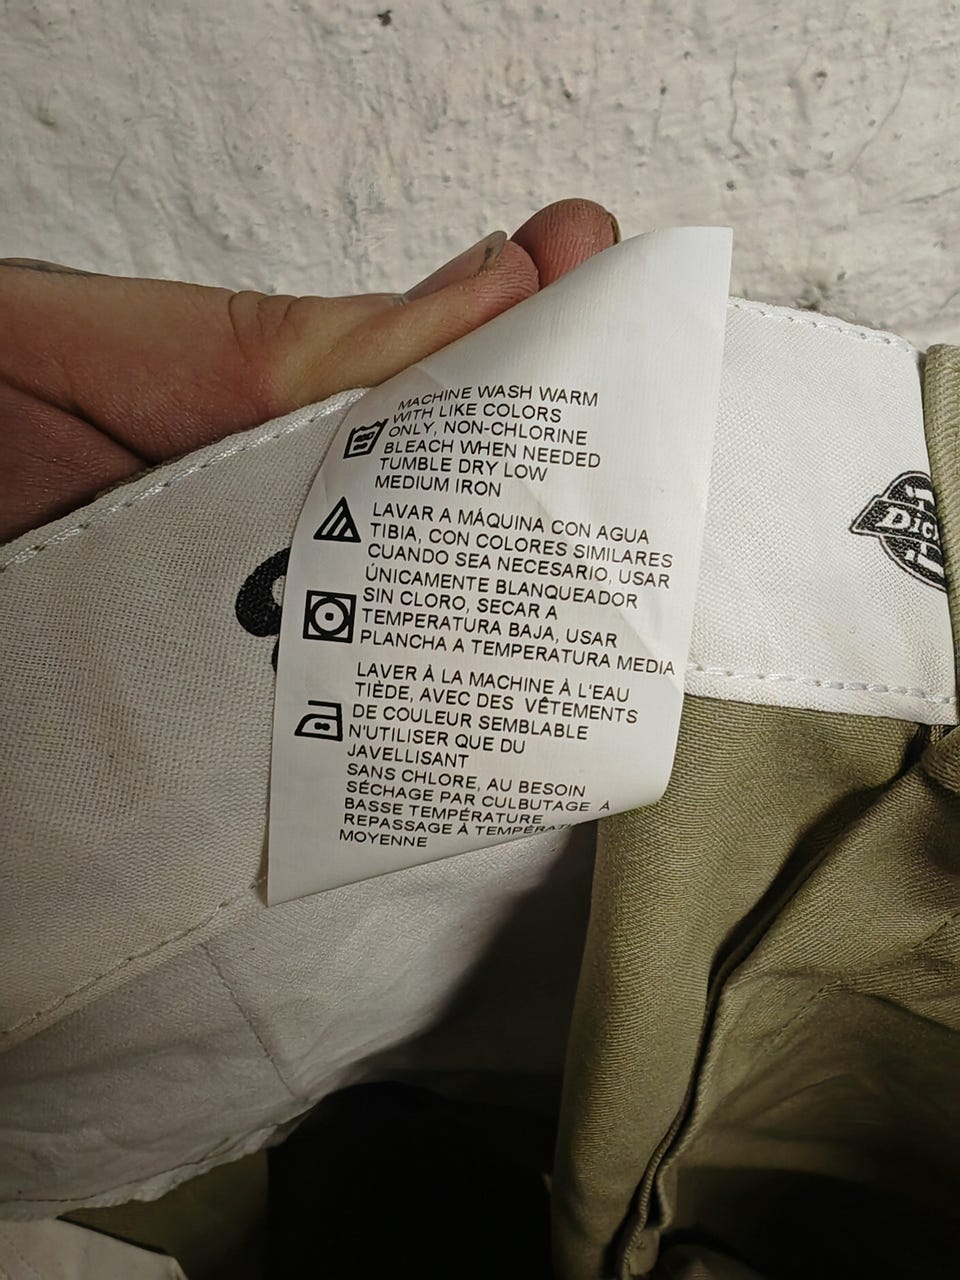 MACHINE WASH WARM
WITH LIKE COLORS
ONLY, NON-CHLORINE
BLEACH WHEN NEEDED
TUMBLE DRY LOW
MEDIUM IRON
LAVAR A MÁQUINA CON AGUA
TIBIA, CON COLORES SIMILARES
CUANDO SEA NECESARIO, USAR
ÚNICAMENTE BLANQUEADOR
SIN CLORO, SECAR A
TEMPERATURA BAJA, USAR
PLANCHA A TEMPERATURA MEDIA
LAVER À LA MACHINE À L'EAU
TIÈDE, AVEC DES VÊTEMENTS
DE COULEUR SEMBLABLE
N'UTILISER QUE DU
JAVELLISANT
SANS CHLORE, AU BESOIN
SÉCHAGE PAR CULBUTAGE À
BASSE TEMPÉRATURE
REPASSAGE À TEMPÉRAT
MOYENNE
Dic